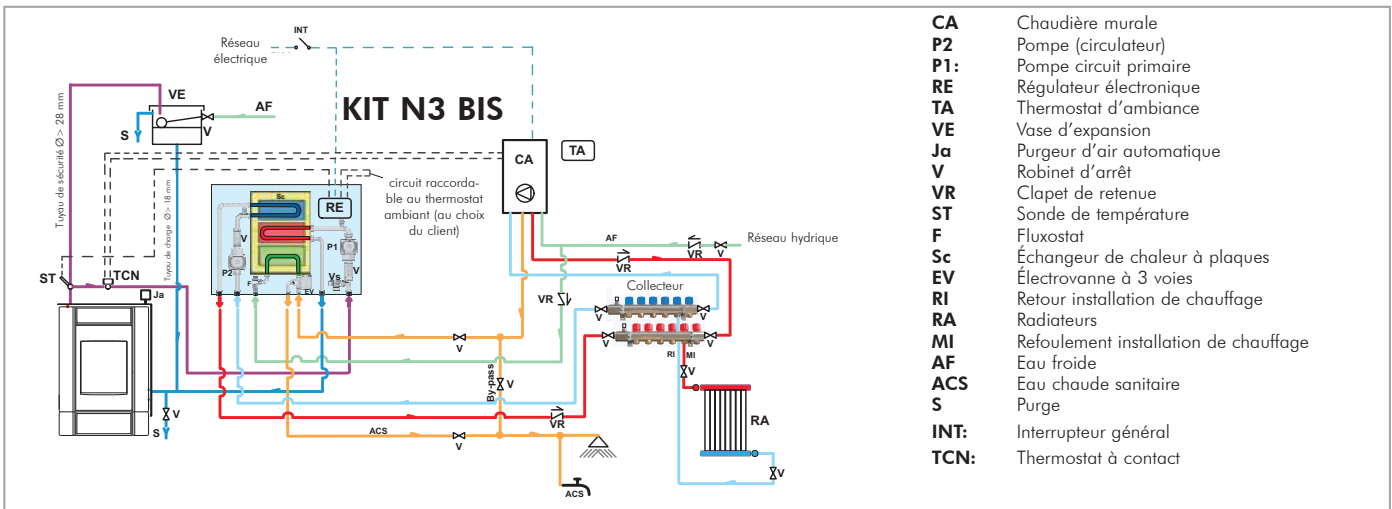 INT
Réseau
électrique
KIT N3 BIS
VE
AF
S
V
Tuyau de sécurité Ø > 28 mm
Tuyau de charge Ø > 18 mm
CA
TA
circuit raccorda-
ble au thermostat
ambiant (au choix
du client)
Sc
RE
V
P1
P2
V
F
EV
Vs
ST
TCN
Ja
AF
VR
V
Réseau hydrique
VR
VR
Collecteur
V
V
V
V
RI
MI
V
V
By-pass
V
VR
RA
V
S
V
ACS
V
V
ACS
CA Chaudière murale
P2 Pompe (circulateur)
P1: Pompe circuit primaire
RE Régulateur électronique
TA Thermostat d'ambiance
VE Vase d'expansion
Ja Purgeur d'air automatique
V Robinet d'arrêt
VR Clapet de retenue
ST Sonde de température
F Fluxostat
Sc Échangeur de chaleur à plaques
EV Électrovanne à 3 voies
RI Retour installation de chauffage
RA Radiateurs
MI Refoulement installation de chauffage
AF Eau froide
ACS Eau chaude sanitaire
S Purge
INT: Interrupteur général
TCN: Thermostat à contact